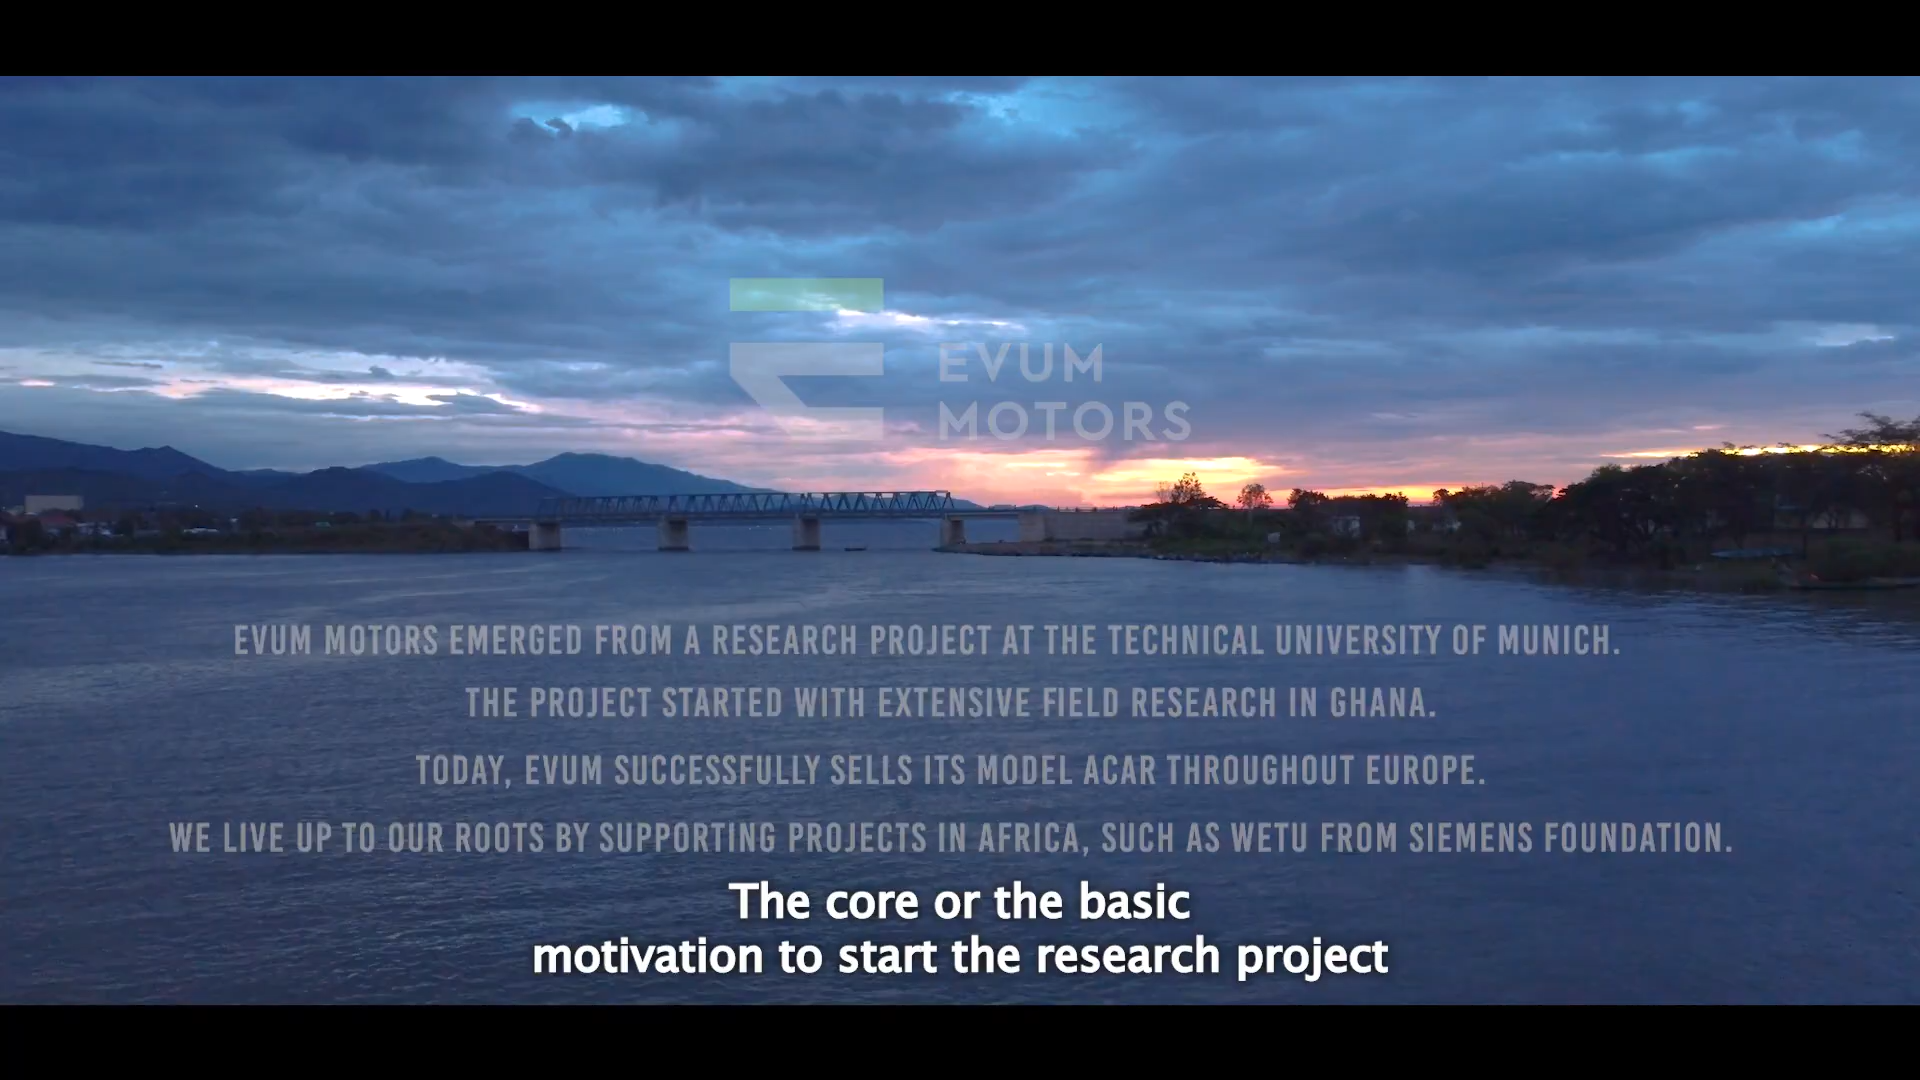 EVUM
MOTORS
EVUM MOTORS EMERGED FROM A RESEARCH PROJECT AT THE TECHNICAL UNIVERSITY OF MUNICH.
THE PROJECT STARTED WITH EXTENSIVE FIELD RESEARCH IN GHANA.
TODAY, EVUM SUCCESSFULLY SELLS ITS MODEL ACAR THROUGHOUT EUROPE.
WE LIVE UP TO OUR ROOTS BY SUPPORTING PROJECTS IN AFRICA, SUCH AS WETU FROM SIEMENS FOUNDATION.
The core or the basic
motivation to start the research project